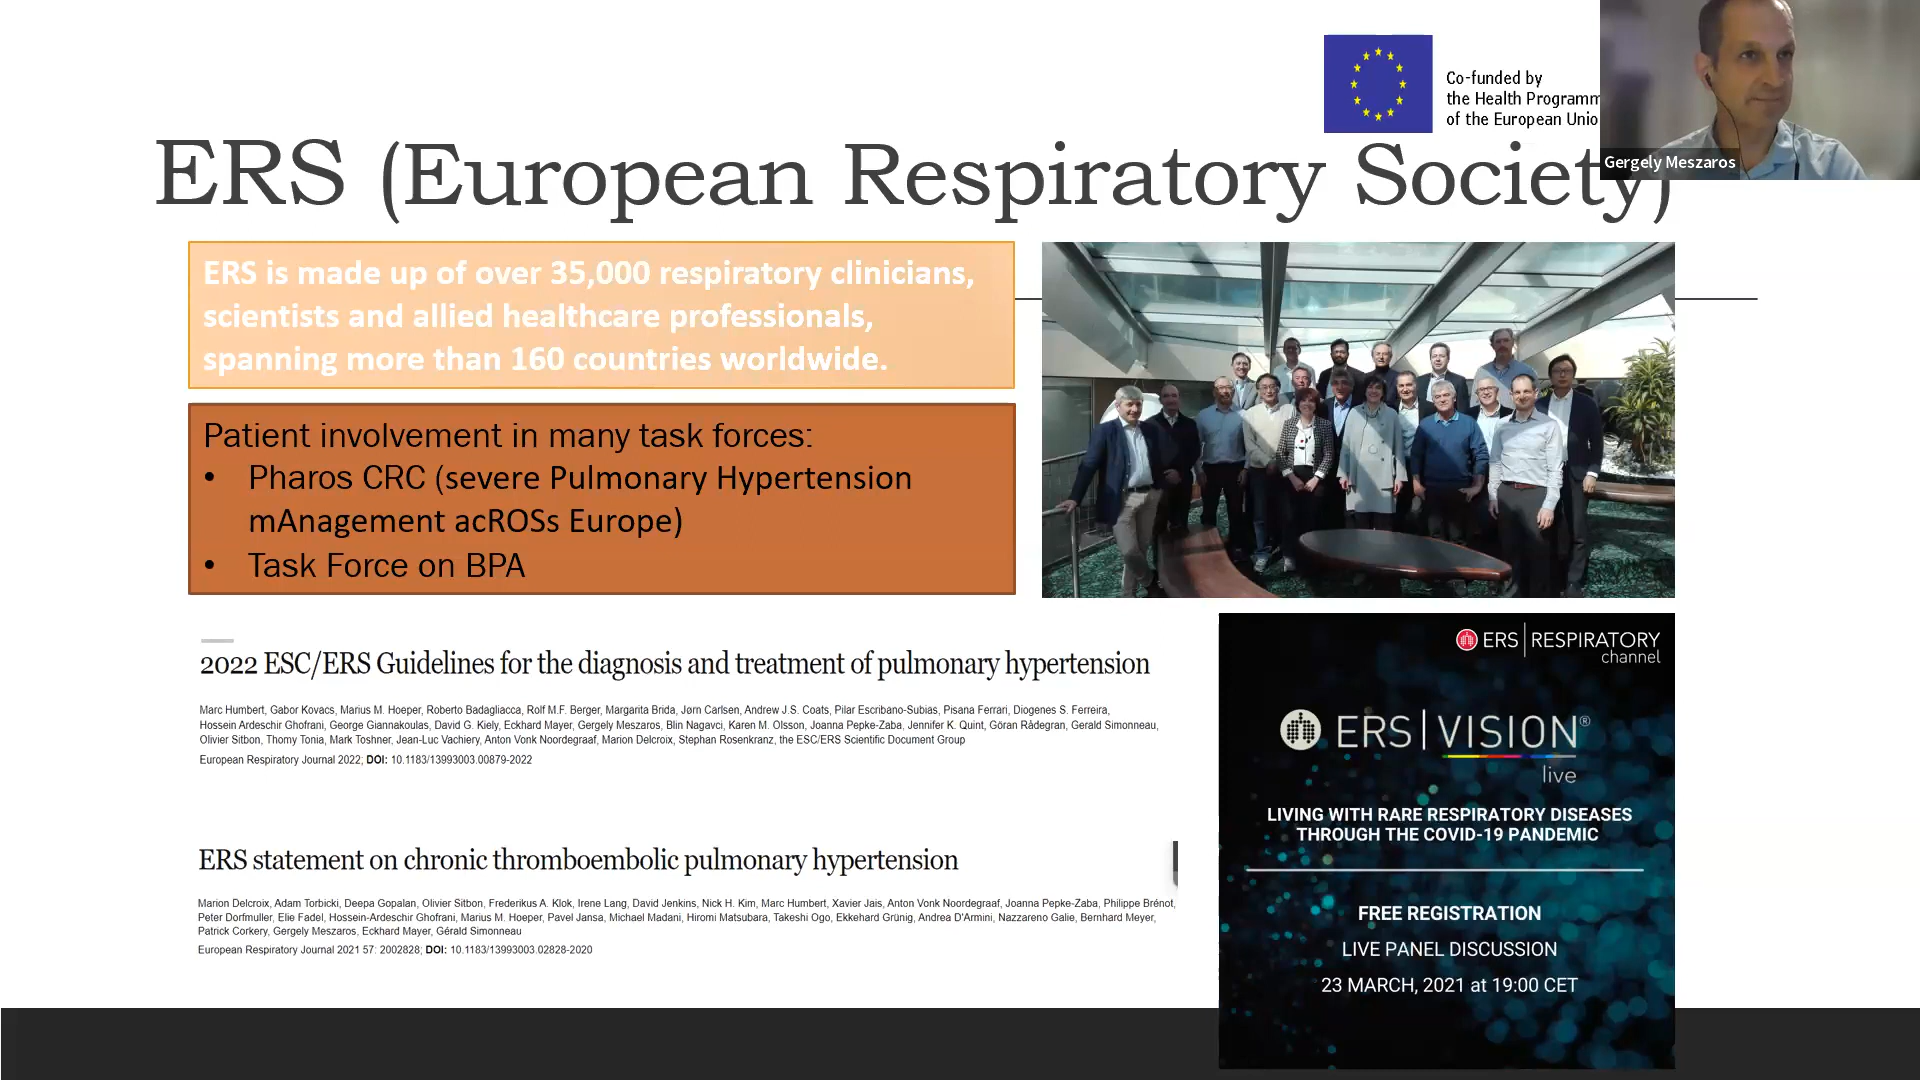 Co-funded by
the Health Programm
of the European Unio
Gergely Meszaros
ERS (European Respiratory Society)
ERS is made up of over 35,000 respiratory clinicians,
scientists and allied healthcare professionals,
spanning more than 160 countries worldwide.
Patient involvement in many task forces:
• Pharos CRC (severe Pulmonary Hypertension
mAnagement acROSs Europe)
• Task Force on BPA
2022 ESC/ERS Guidelines for the diagnosis and treatment of pulmonary hypertension
Marc Humbert, Gabor Kovacs, Marius M. Hoeper, Roberto Badagliacca, Rolf M.F. Berger, Margarita Brida, Jørn Carlsen, Andrew J.S. Coats, Pilar Escribano-Subias, Pisana Ferrari, Diogenes S. Ferreira,
Hossein Ardeschir Ghofrani, George Giannakoulas, David G. Kiely, Eckhard Mayer, Gergely Meszaros, Blin Nagavci, Karen M. Olsson, Joanna Pepke-Zaba, Jennifer K. Quint, Göran Rådegran, Gerald Simonneau,
Olivier Sitbon, Thomy Tonia, Mark Toshner, Jean-Luc Vachiery, Anton Vonk Noordegraaf, Marion Delcroix, Stephan Rosenkranz, the ESC/ERS Scientific Document Group
European Respiratory Journal 2022; DOI: 10.1183/13993003.00879-2022
ERS statement on chronic thromboembolic pulmonary hypertension
Marion Delcroix, Adam Torbicki, Deepa Gopalan, Olivier Sitbon, Frederikus A. Klok, Irene Lang, David Jenkins, Nick H. Kim, Marc Humbert, Xavier Jais, Anton Vonk Noordegraaf, Joanna Pepke-Zaba, Philippe Brénot,
Peter Dorfmuller, Elie Fadel, Hossein-Ardeschir Ghofrani, Marius M. Hoeper, Pavel Jansa, Michael Madani, Hiromi Matsubara, Takeshi Ogo, Ekkehard Grünig, Andrea D'Armini, Nazzareno Galie, Bernhard Meyer,
Patrick Corkery, Gergely Meszaros, Eckhard Mayer, Gérald Simonneau
European Respiratory Journal 2021 57: 2002828; DOI: 10.1183/13993003.02828-2020
ERS | RESPIRATORY
channel
ERS | VISION®
live
LIVING WITH RARE RESPIRATORY DISEASES
THROUGH THE COVID-19 PANDEMIC
FREE REGISTRATION
LIVE PANEL DISCUSSION
23 MARCH, 2021 at 19:00 CET